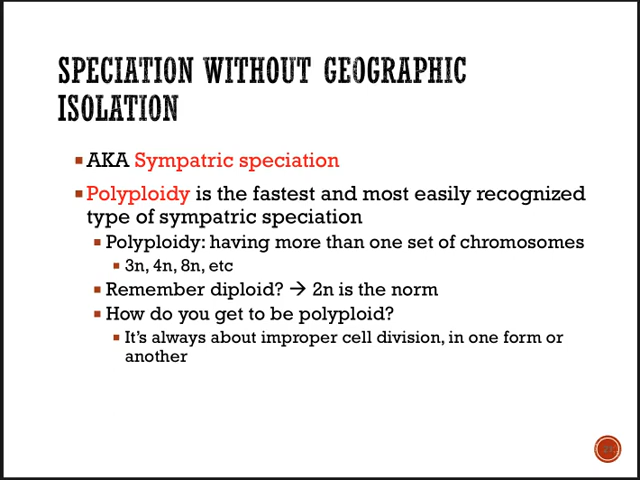 SPECIATION WITHOUT GEOGRAPHIC
ISOLATION
AKA Sympatric speciation
Polyploidy is the fastest and most easily recognized
type of sympatric speciation
Polyploidy: having more than one set of chromosomes
3n, 4n, 8n, etc
Remember diploid? → 2n is the norm
How do you get to be polyploid?
It's always about improper cell division, in one form or
another